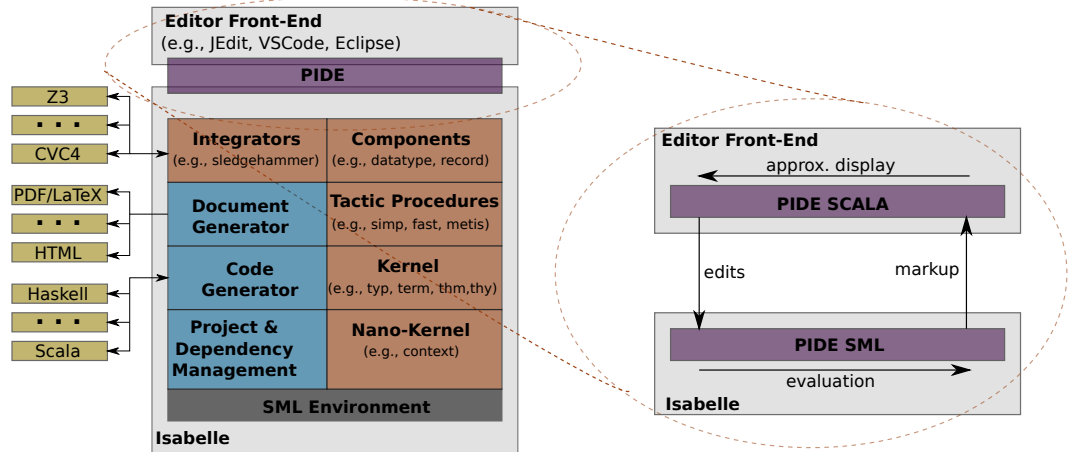 Editor Front-End
(e.g., JEdit, VSCode, Eclipse)
PIDE
Z3
. . .
CVC4
PDF/LaTeX
. . .
HTML
Haskell
. . .
Scala
Integrators
(e.g., sledgehammer)
Components
(e.g., datatype, record)
Document
Generator
Tactic Procedures
(e.g., simp, fast, metis)
Code
Generator
Kernel
(e.g., typ, term, thm,thy)
Project &
Dependency
Management
Nano-Kernel
(e.g., context)
SML Environment
Isabelle
Editor Front-End
approx. display
PIDE SCALA
edits
markup
PIDE SML
evaluation
Isabelle